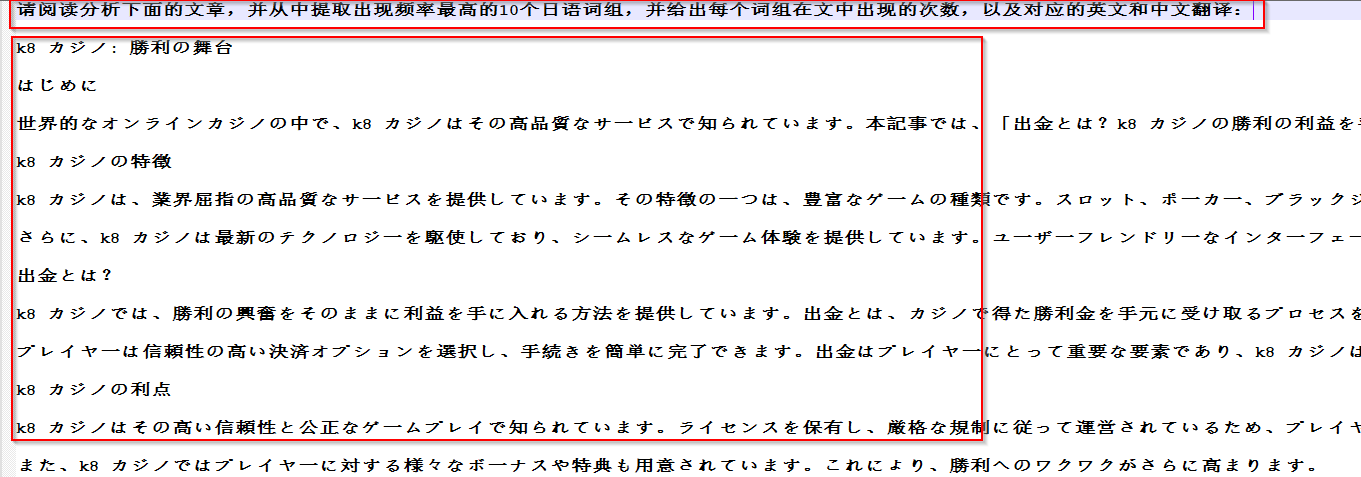 请阅读分析下面的文章，并从中提取出现频率最高的10个日语词组，并给出每个词组在文中出现的次数，以及对应的英文和中文翻译：
k8 カジノ: 勝利の舞台
はじめに
世界的なオンラインカジノの中で、k8 カジノはその高品質なサービスで知られています。本記事では、「出金とは？k8 カジノの勝利の利益を
k8 カジノの特徴
k8 カジノは、業界屈指の高品質なサービスを提供しています。その特徴の一つは、豊富なゲームの種類です。スロット、ポーカー、ブラック
さらに、k8 カジノは最新のテクノロジーを駆使しており、シームレスなゲーム体験を提供しています。ユーザーフレンドリーなインターフェー
出金とは？
k8 カジノでは、勝利の興奮をそのままに利益を手に入れる方法を提供しています。出金とは、カジノで得た勝利金を手元に受け取るプロセスを
プレイヤーは信頼性の高い決済オプションを選択し、手続きを簡単に完了できます。出金はプレイヤーにとって重要な要素であり、k8 カジノは
k8 カジノの利点
k8 カジノはその高い信頼性と公正なゲームプレイで知られています。ライセンスを保有し、厳格な規制に従って運営されているため、プレイヤ
また、k8 カジノではプレイヤーに対する様々なボーナスや特典も用意されています。これにより、勝利へのワクワクがさらに高まります。